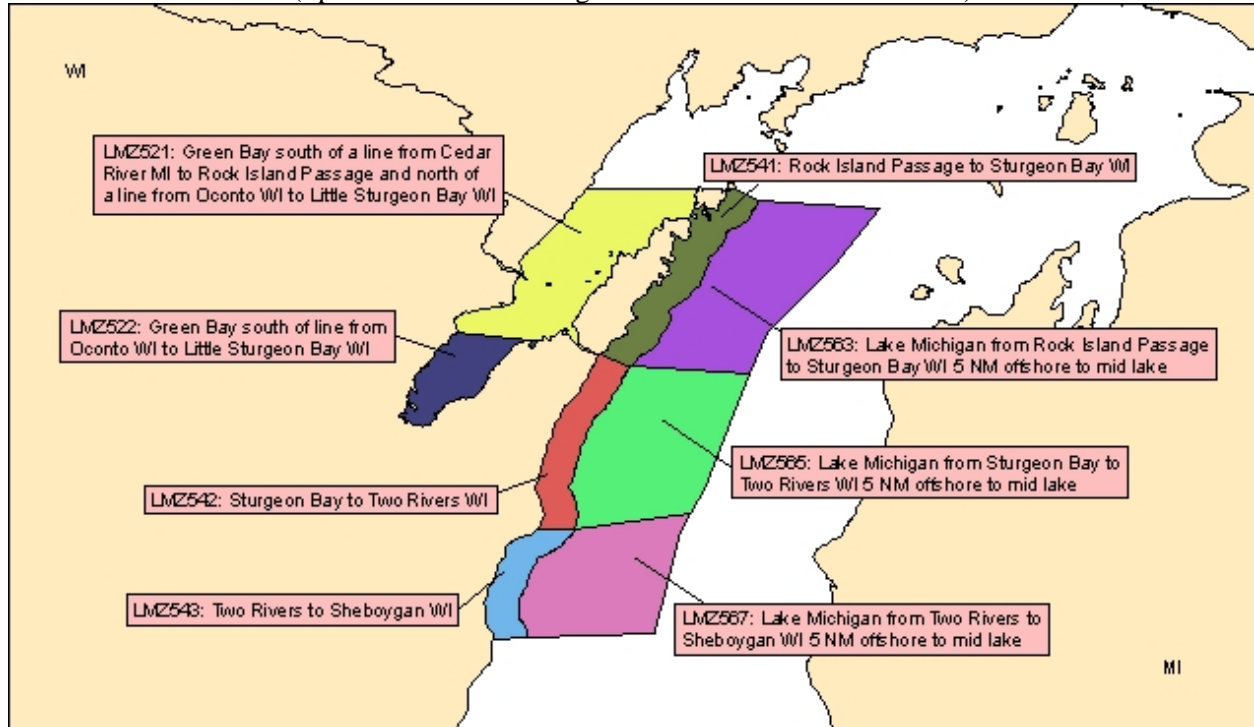 WI
LMZ521: Green Bay south of a line from Cedar
River MI to Rock Island Passage and north of
a line from Oconto WI to Little Sturgeon Bay WI
LMZ541: Rock Island Passage to Sturgeon Bay WI
LMZ522: Green Bay south of line from
Oconto WI to Little Sturgeon Bay WI
LMZ563: Lake Michigan from Rock Island Passage
to Sturgeon Bay WI 5 NM offshore to mid lake
LMZ565: Lake Michigan from Sturgeon Bay to
Two Rivers WI 5 NM offshore to mid lake
LMZ542: Sturgeon Bay to Two Rivers WI
LMZ543: Two Rivers to Sheboygan WI
LMZ567: Lake Michigan from Two Rivers to
Sheboygan WI 5 NM offshore to mid lake
MI